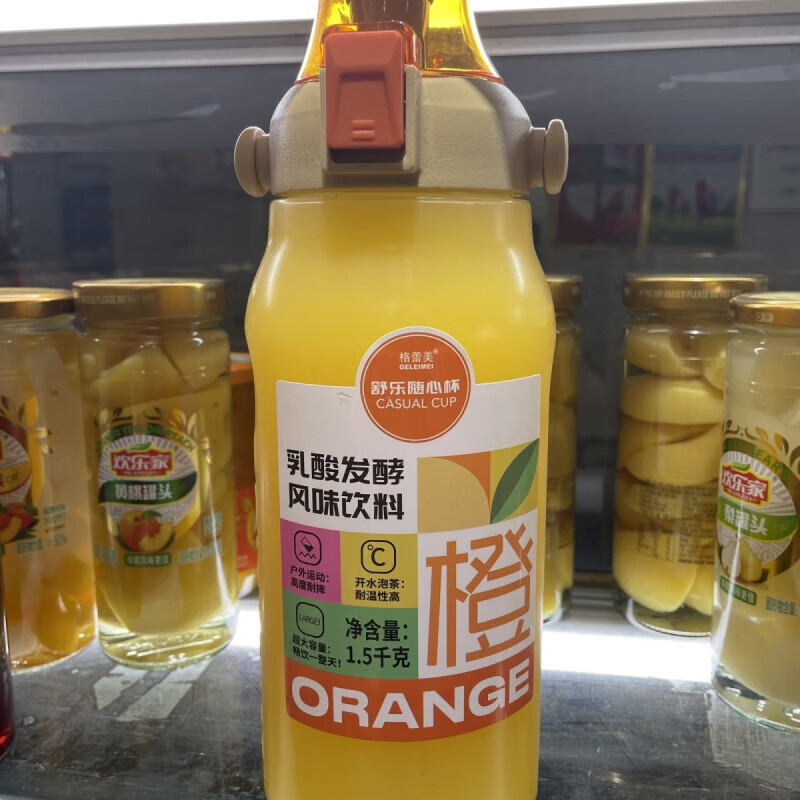 格蕾美®
GELEIMEI
舒乐随心杯
CASUAL CUP
乳酸发酵
风味饮料
户外运动：
高度耐摔
℃
开水泡茶：
耐温性高
LARGE!
超大容量：
畅饮一整天！
净含量：
1.5千克
橙
ORANGE
欢乐家
黄桃罐头
欢乐家
梨罐头